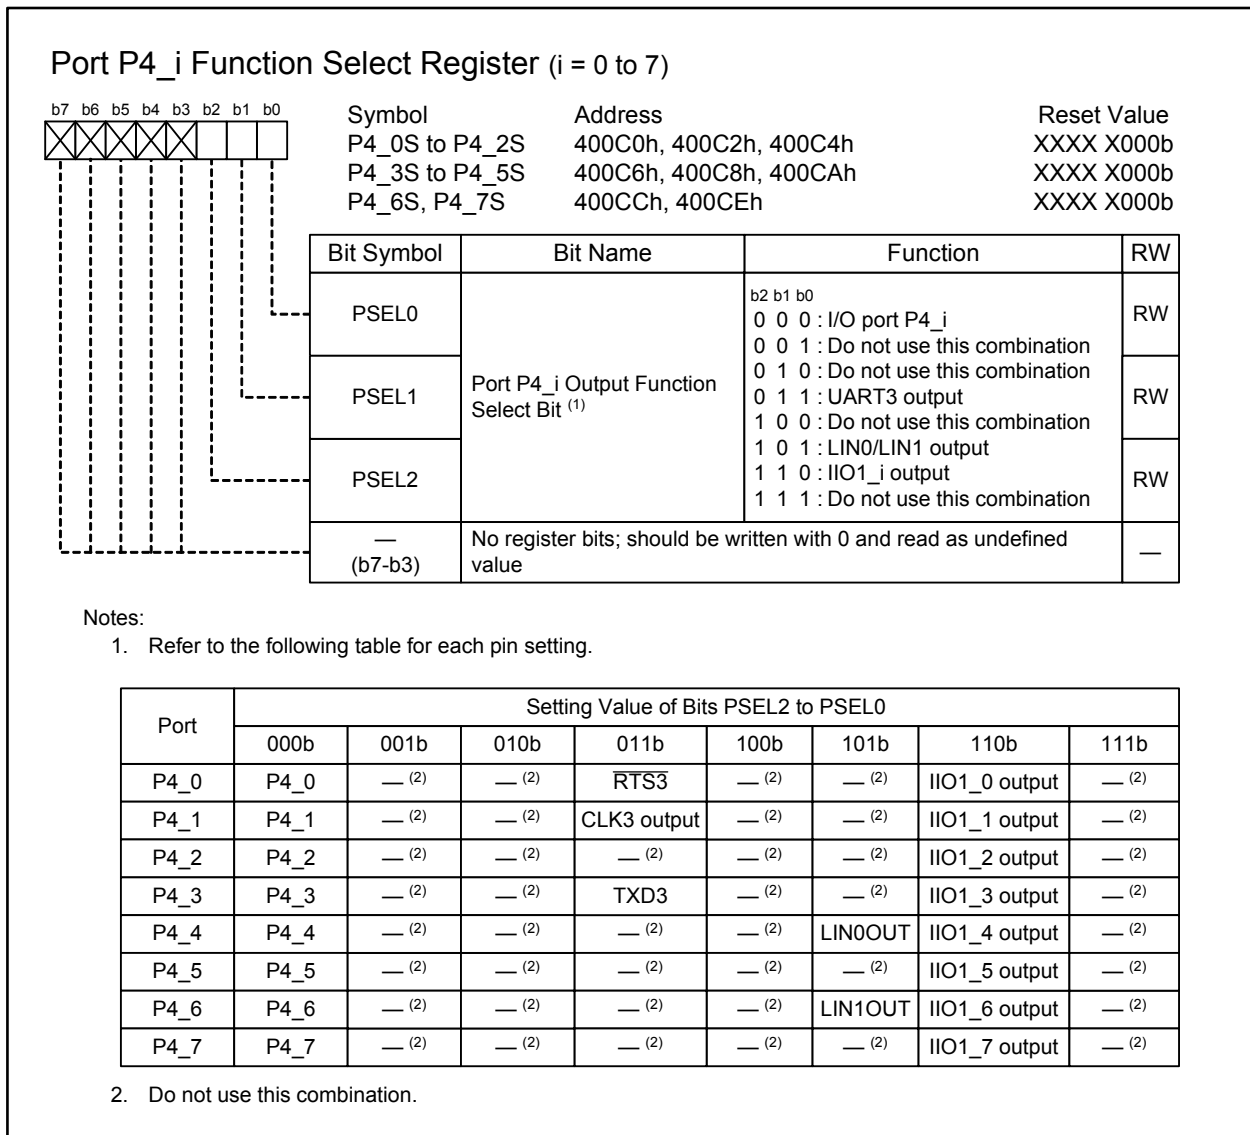 Port P4_i Function Select Register (i = 0 to 7)
b7 b6 b5 b4 b3 b2 b1 b0
Symbol Address Reset Value
P4_0S to P4_2S 400C0h, 400C2h, 400C4h XXXX X000b
P4_3S to P4_5S 400C6h, 400C8h, 400CAh XXXX X000b
P4_6S, P4_7S 400CCh, 400CEh XXXX X000b
Bit Symbol Bit Name Function RW
PSEL0 RW
PSEL1 RW
PSEL2 RW
Port P4_i Output Function
Select Bit (1)
b2 b1 b0
0 0 0 : I/O port P4_i
0 0 1 : Do not use this combination
0 1 0 : Do not use this combination
0 1 1 : UART3 output
1 0 0 : Do not use this combination
1 0 1 : LIN0/LIN1 output
1 1 0 : IIO1_i output
1 1 1 : Do not use this combination
—
(b7-b3)
No register bits; should be written with 0 and read as undefined
value
—
Notes:
1. Refer to the following table for each pin setting.
Port Setting Value of Bits PSEL2 to PSEL0
000b 001b 010b 011b 100b 101b 110b 111b
P4_0 P4_0 — (2) — (2) RTS3 — (2) — (2) IIO1_0 output — (2)
P4_1 P4_1 — (2) — (2) CLK3 output — (2) — (2) IIO1_1 output — (2)
P4_2 P4_2 — (2) — (2) — (2) — (2) — (2) IIO1_2 output — (2)
P4_3 P4_3 — (2) — (2) TXD3 — (2) — (2) IIO1_3 output — (2)
P4_4 P4_4 — (2) — (2) — (2) — (2) LIN0OUT IIO1_4 output — (2)
P4_5 P4_5 — (2) — (2) — (2) — (2) — (2) IIO1_5 output — (2)
P4_6 P4_6 — (2) — (2) — (2) — (2) LIN1OUT IIO1_6 output — (2)
P4_7 P4_7 — (2) — (2) — (2) — (2) — (2) IIO1_7 output — (2)
2. Do not use this combination.